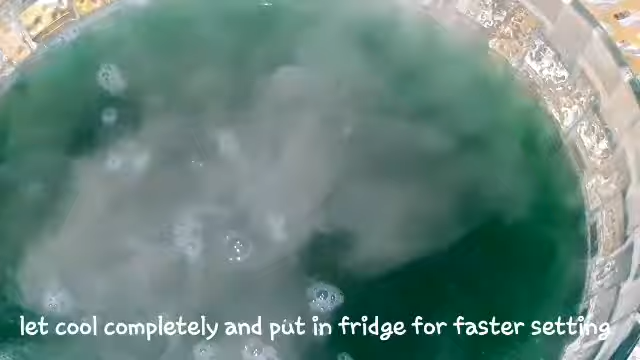 let cool completely and put in fridge for faster setting